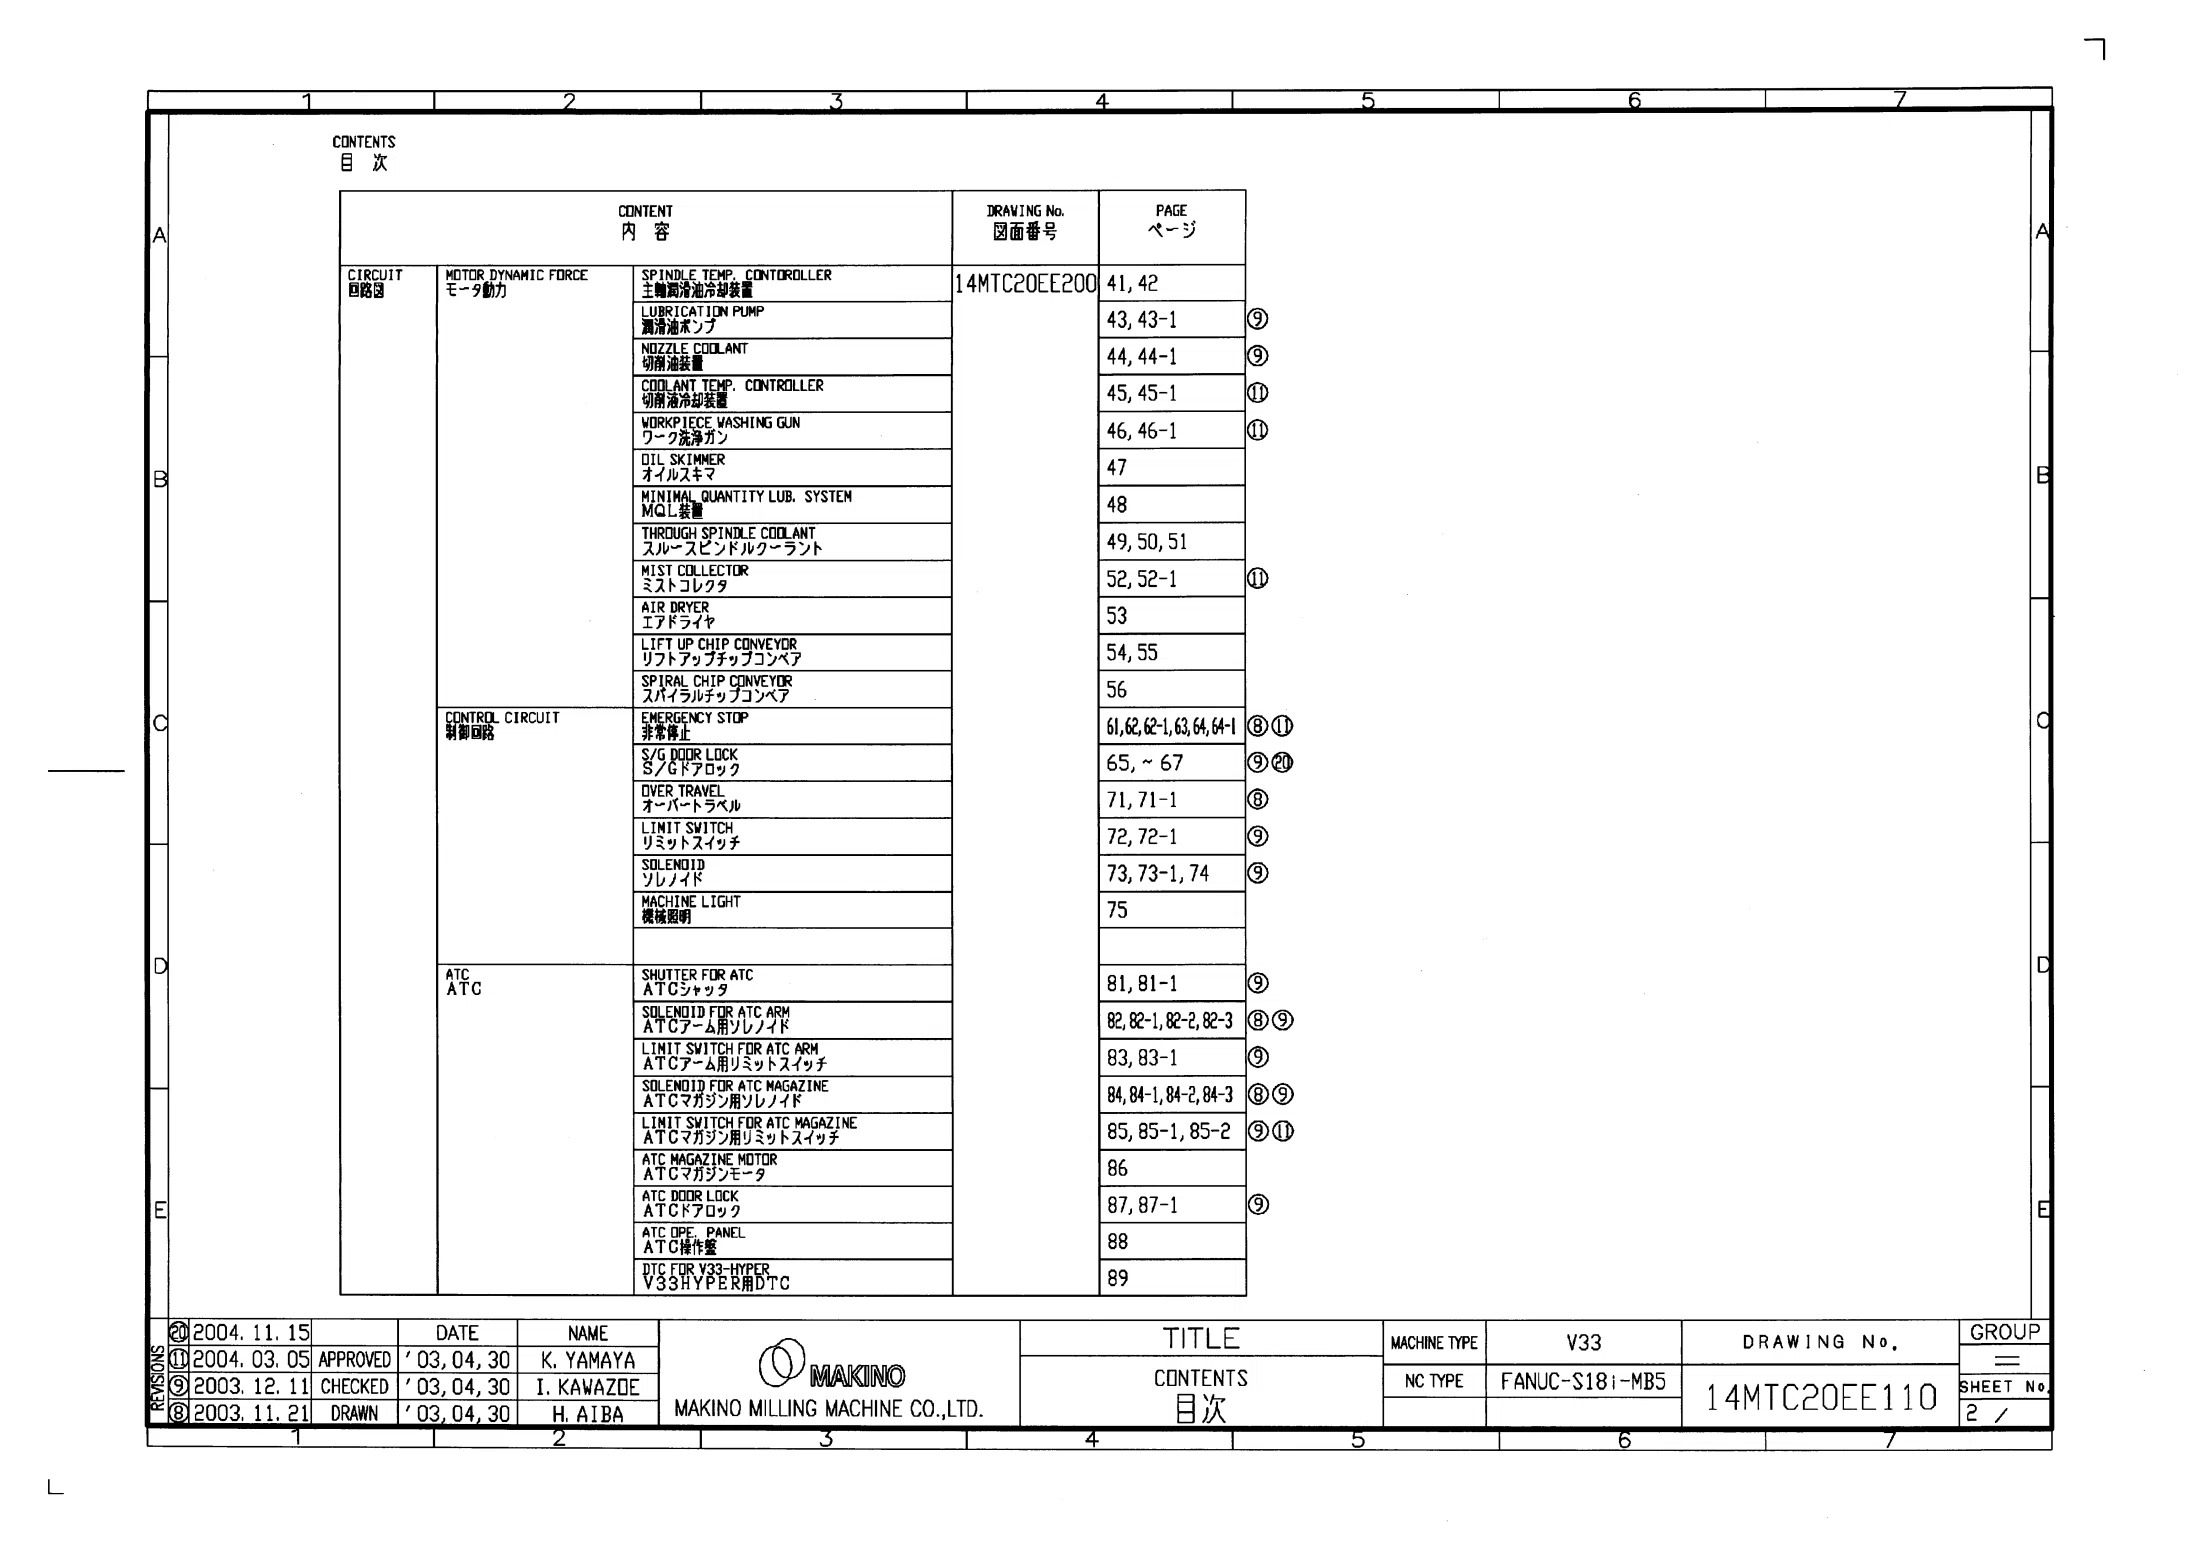 1 2 3 4 5 6 7
CONTENTS
目 次
CONTENT
内 容
DRAWING No.
図面番号
PAGE
ページ
CIRCUIT
回路図
MOTOR DYNAMIC FORCE
モータ動力
SPINDLE TEMP. CONTOROLLER
主軸潤滑油冷却装置
14MTC20EE200
41, 42
LUBRICATION PUMP
潤滑油ポンプ
43, 43-1 ⑨
NOZZLE COOLANT
切削油装置
44, 44-1 ⑨
COOLANT TEMP. CONTROLLER
切削液冷却装置
45, 45-1 ⑪
WORKPIECE WASHING GUN
ワーク洗浄ガン
46, 46-1 ⑪
OIL SKIMMER
オイルスキマ
47
MINIMAL QUANTITY LUB. SYSTEM
MQL装置
48
THROUGH SPINDLE COOLANT
スルースピンドルクーラント
49, 50, 51
MIST COLLECTOR
ミストコレクタ
52, 52-1 ⑪
AIR DRYER
エアドライヤ
53
LIFT UP CHIP CONVEYOR
リフトアップチップコンベア
54, 55
SPIRAL CHIP CONVEYOR
スパイラルチップコンベア
56
CONTROL CIRCUIT
制御回路
EMERGENCY STOP
非常停止
61, 62, 62-1, 63, 64, 64-1 ⑧⑪
S/G DOOR LOCK
S/Gドアロック
65, ~ 67 ⑨⑳
OVER TRAVEL
オーバートラベル
71, 71-1 ⑧
LIMIT SWITCH
リミットスイッチ
72, 72-1 ⑨
SOLENOID
ソレノイド
73, 73-1, 74 ⑨
MACHINE LIGHT
機械照明
75
ATC
ATC
SHUTTER FOR ATC
ATCシャッタ
81, 81-1 ⑨
SOLENOID FOR ATC ARM
ATCアーム用ソレノイド
82, 82-1, 82-2, 82-3 ⑧⑨
LIMIT SWITCH FOR ATC ARM
ATCアーム用リミットスイッチ
83, 83-1 ⑨
SOLENOID FOR ATC MAGAZINE
ATCマガジン用ソレノイド
84, 84-1, 84-2, 84-3 ⑧⑨
LIMIT SWITCH FOR ATC MAGAZINE
ATCマガジン用リミットスイッチ
85, 85-1, 85-2 ⑨⑪
ATC MAGAZINE MOTOR
ATCマガジンモータ
86
ATC DOOR LOCK
ATCドアロック
87, 87-1 ⑨
ATC OPE. PANEL
ATC操作盤
88
DTC FOR V33-HYPER
V33HYPER用DTC
89
A A
B B
C C
D D
E E
REVISIONS
⑳ 2004. 11. 15 DATE NAME
⑪ 2004. 03. 05 APPROVED '03, 04, 30 K. YAMAYA
⑨ 2003. 12. 11 CHECKED '03, 04, 30 I. KAWAZOE
⑧ 2003. 11. 21 DRAWN '03, 04, 30 H. AIBA
MAKINO
MAKINO MILLING MACHINE CO.,LTD.
TITLE
CONTENTS
目次
MACHINE TYPE V33
NC TYPE FANUC-S18i-MB5
DRAWING No.
14MTC20EE110
GROUP
=
SHEET No.
2 /
1 2 3 4 5 6 7